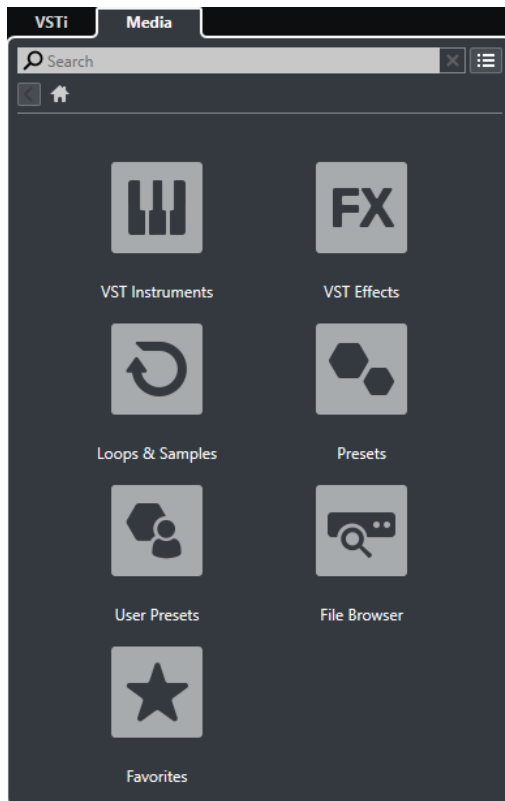 VSTi Media
Search
FX
VST Instruments VST Effects
Loops & Samples Presets
User Presets File Browser
Favorites